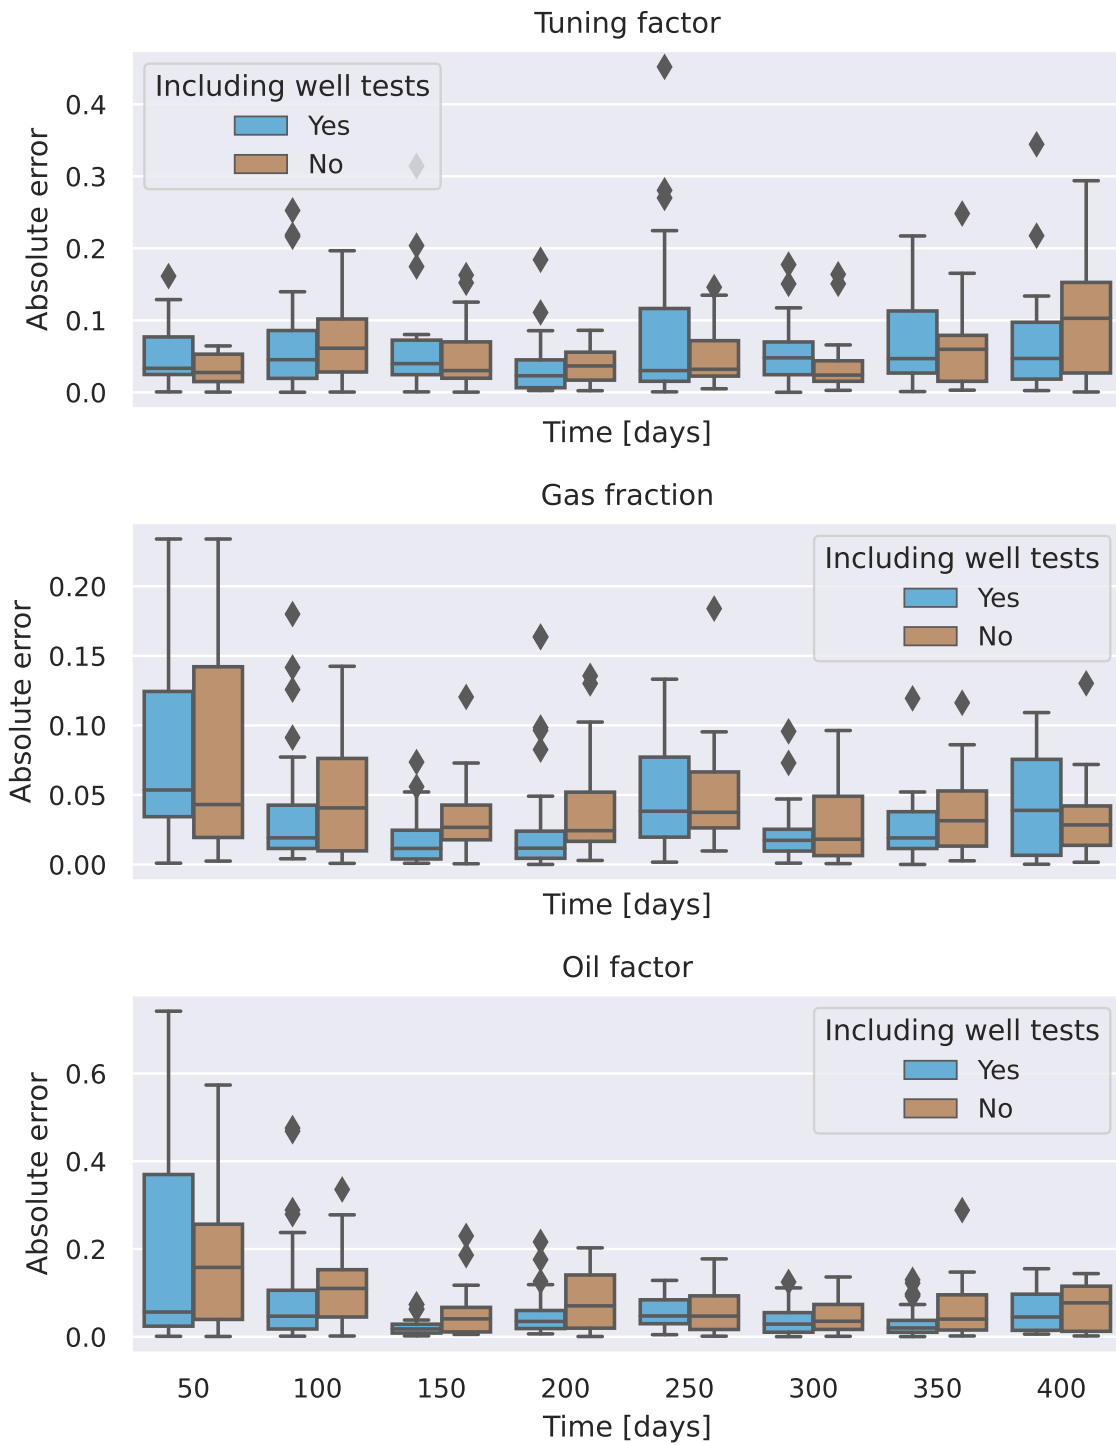 Tuning factor
Including well tests
Yes
No
Absolute error
0.4
0.3
0.2
0.1
0.0
Time [days]
Gas fraction
Including well tests
Yes
No
Absolute error
0.20
0.15
0.10
0.05
0.00
Time [days]
Oil factor
Including well tests
Yes
No
Absolute error
0.6
0.4
0.2
0.0
50 100 150 200 250 300 350 400
Time [days]